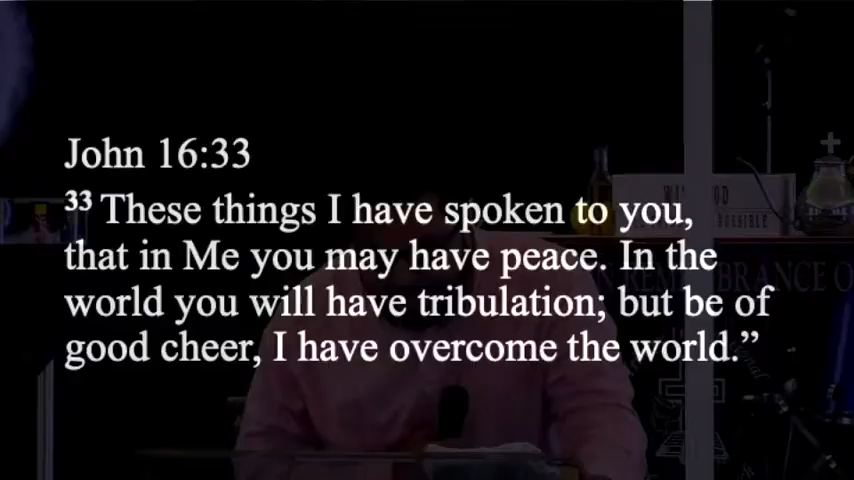 John 16:33
33 These things I have spoken to you,
that in Me you may have peace. In the
world you will have tribulation; but be of
good cheer, I have overcome the world.”